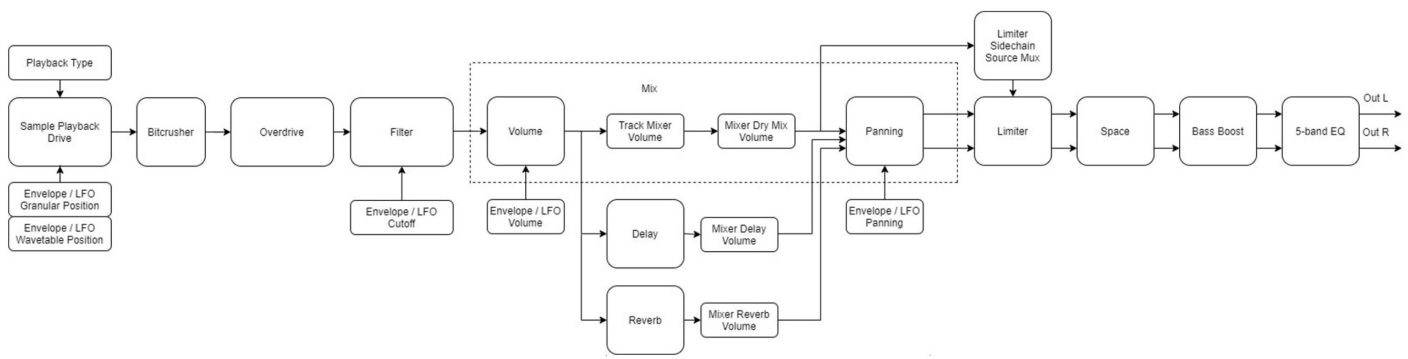 Playback Type
Sample Playback
Drive
Envelope / LFO
Granular Position
Envelope / LFO
Wavetable Position
Bitcrusher
Overdrive
Filter
Envelope / LFO
Cutoff
Mix
Volume
Envelope / LFO
Volume
Track Mixer
Volume
Mixer Dry Mix
Volume
Delay
Mixer Delay
Volume
Reverb
Mixer Reverb
Volume
Panning
Envelope / LFO
Panning
Limiter
Sidechain
Source Mux
Limiter
Space
Bass Boost
5-band EQ
Out L
Out R